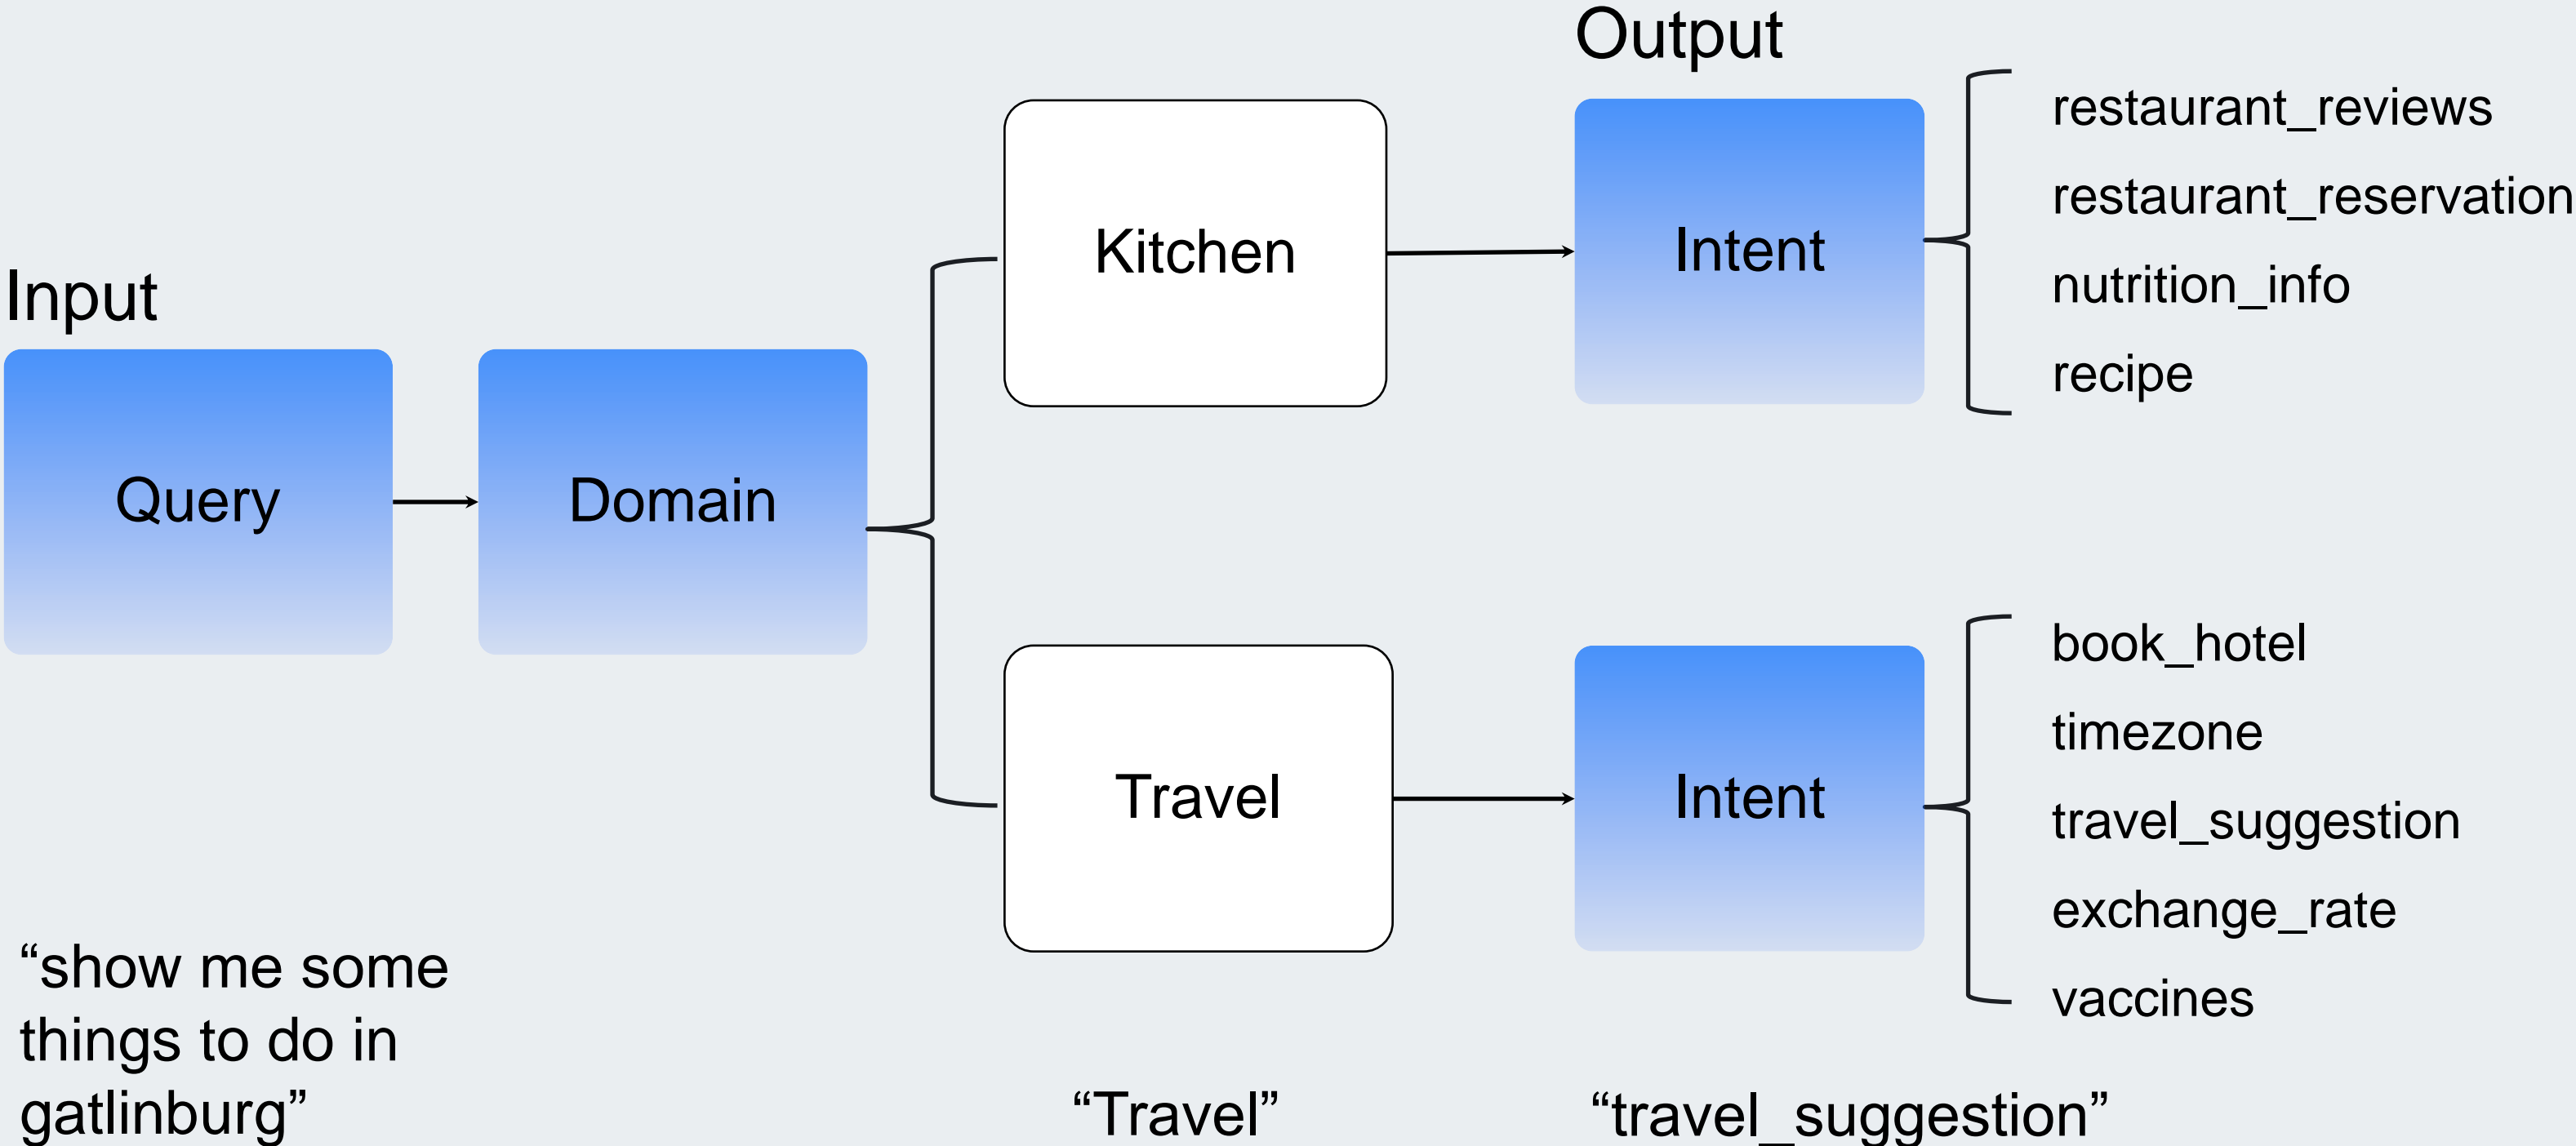 Input
Query
Domain
Kitchen
Travel
Output
Intent
restaurant_reviews
restaurant_reservation
nutrition_info
recipe
Intent
book_hotel
timezone
travel_suggestion
exchange_rate
vaccines
“show me some
things to do in
gatlinburg”
“Travel”
“travel_suggestion”